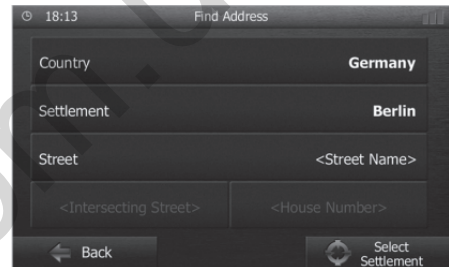 18:13 Find Address
Country Germany
Settlement Berlin
Street <Street Name>
<Intersecting Street> <House Number>
Back Select
Settlement